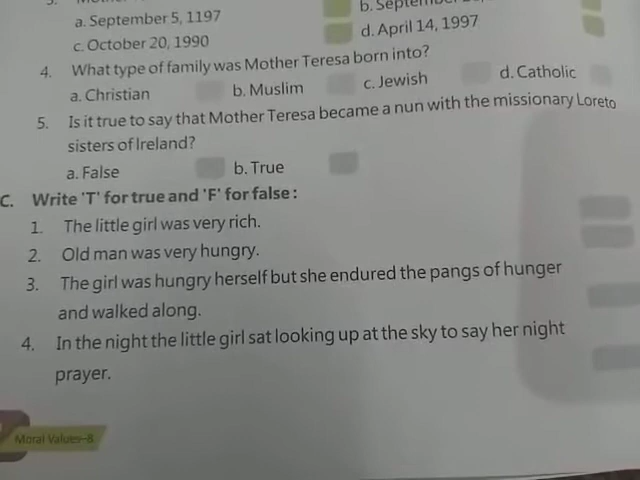 a. September 5, 1197
c. October 20, 1990
d. April 14, 1997
4. What type of family was Mother Teresa born into?
a. Christian b. Muslim c. Jewish d. Catholic
5. Is it true to say that Mother Teresa became a nun with the missionary Loreto
sisters of Ireland?
a. False b. True
C. Write 'T' for true and 'F' for false:
1. The little girl was very rich.
2. Old man was very hungry.
3. The girl was hungry herself but she endured the pangs of hunger
and walked along.
4. In the night the little girl sat looking up at the sky to say her night
prayer.
Moral Values-8